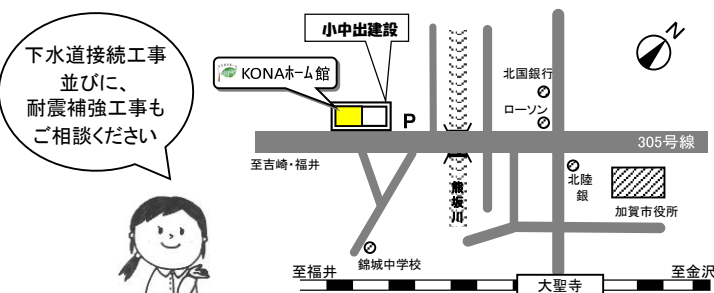 下水道接続工事
並びに、
耐震補強工事も
ご相談ください
小中出建設
KONAホーム館
P
N
北国銀行
ローソン
305号線
至吉崎・福井
熊坂川
北陸
銀
加賀市役所
錦城中学校
至福井
大聖寺
至金沢